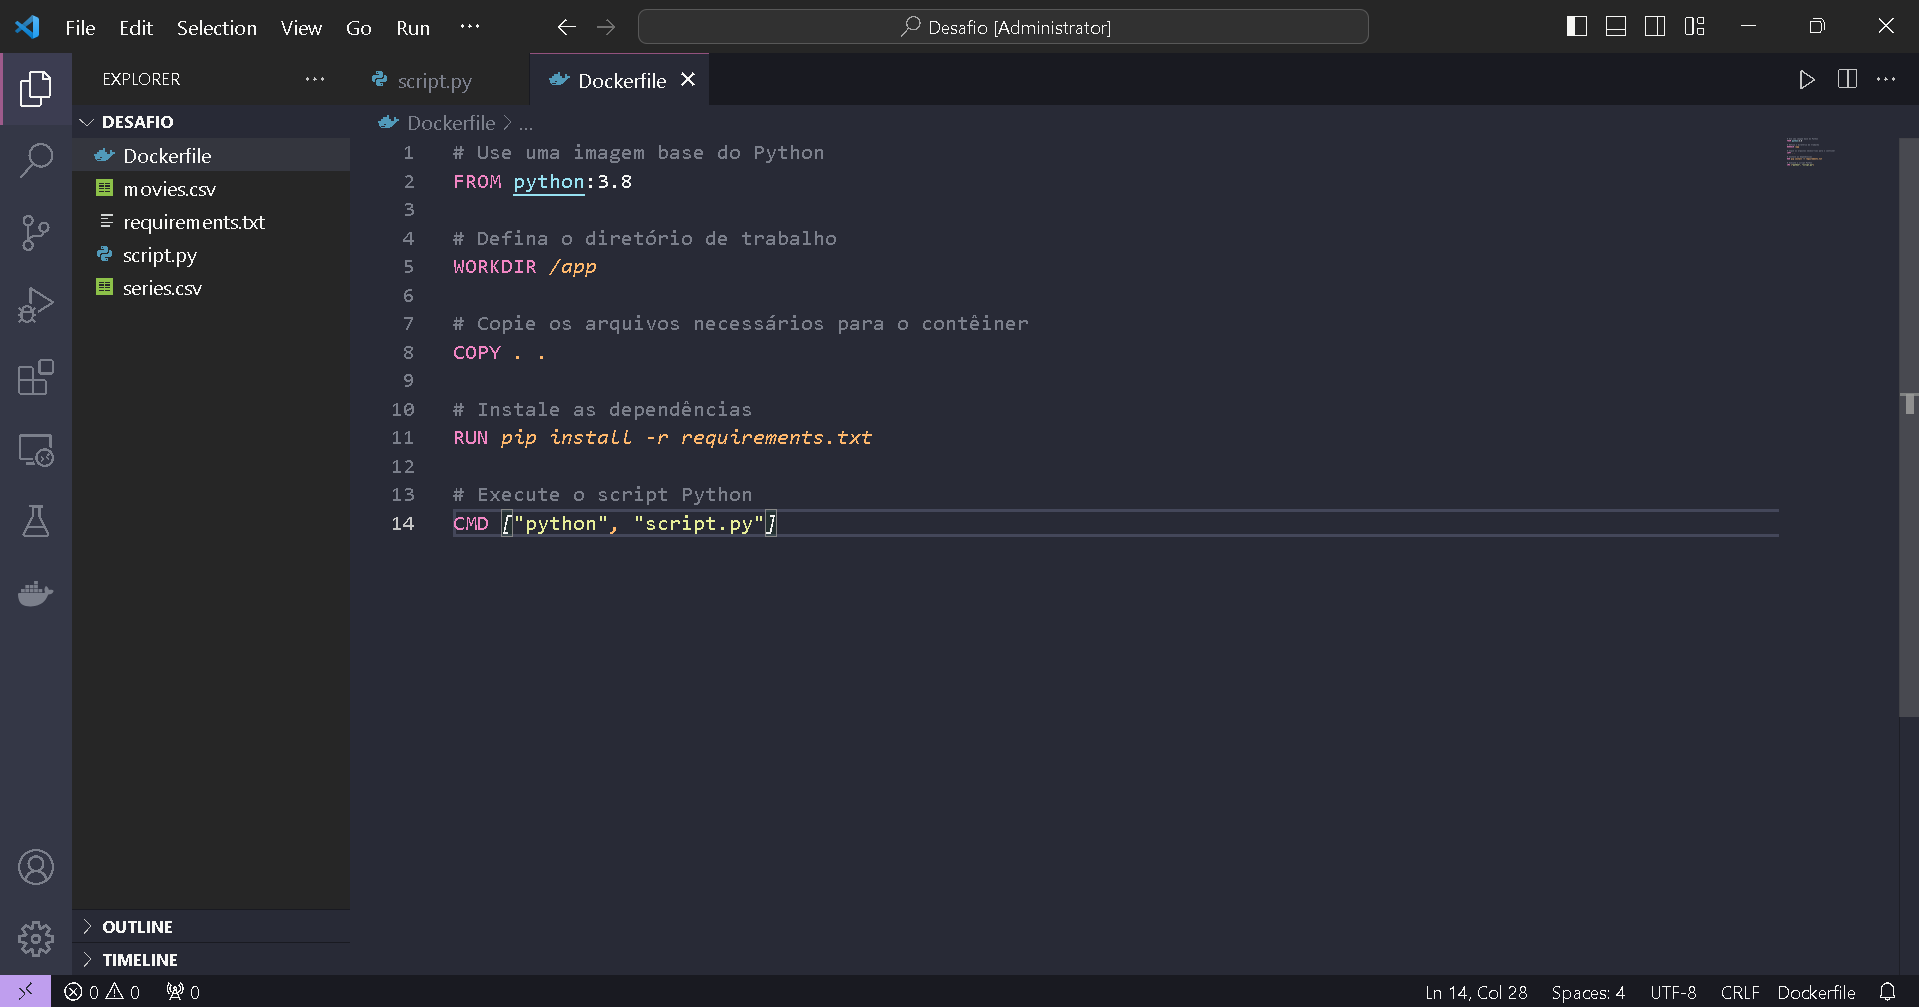 File Edit Selection View Go Run ···
Desafio [Administrator]
EXPLORER ···
script.py
Dockerfile
DESAFIO
Dockerfile
movies.csv
requirements.txt
script.py
series.csv
Dockerfile > ...
1 # Use uma imagem base do Python
2 FROM python:3.8
3
4 # Defina o diretório de trabalho
5 WORKDIR /app
6
7 # Copie os arquivos necessários para o contêiner
8 COPY . .
9
10 # Instale as dependências
11 RUN pip install -r requirements.txt
12
13 # Execute o script Python
14 CMD ["python", "script.py"]
OUTLINE
TIMELINE
0 0 0
Ln 14, Col 28 Spaces: 4 UTF-8 CRLF Dockerfile